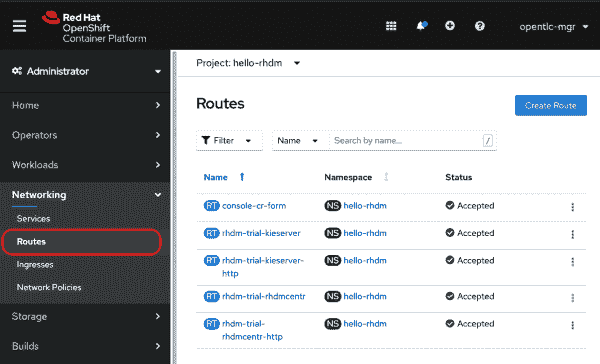 Red Hat
OpenShift
Container Platform
opentlc-mgr
Administrator
Home
Operators
Workloads
Networking
Services
Routes
Ingresses
Network Policies
Storage
Builds
Project: hello-rhdm
Routes
Create Route
Filter
Name
Search by name...
/
Name Namespace Status
RT console-cr-form NS hello-rhdm Accepted
RT rhdm-trial-kieserver NS hello-rhdm Accepted
RT rhdm-trial-kieserver- NS hello-rhdm Accepted
http
RT rhdm-trial-rhdmcentr NS hello-rhdm Accepted
RT rhdm-trial- NS hello-rhdm Accepted
rhdmcentr-http